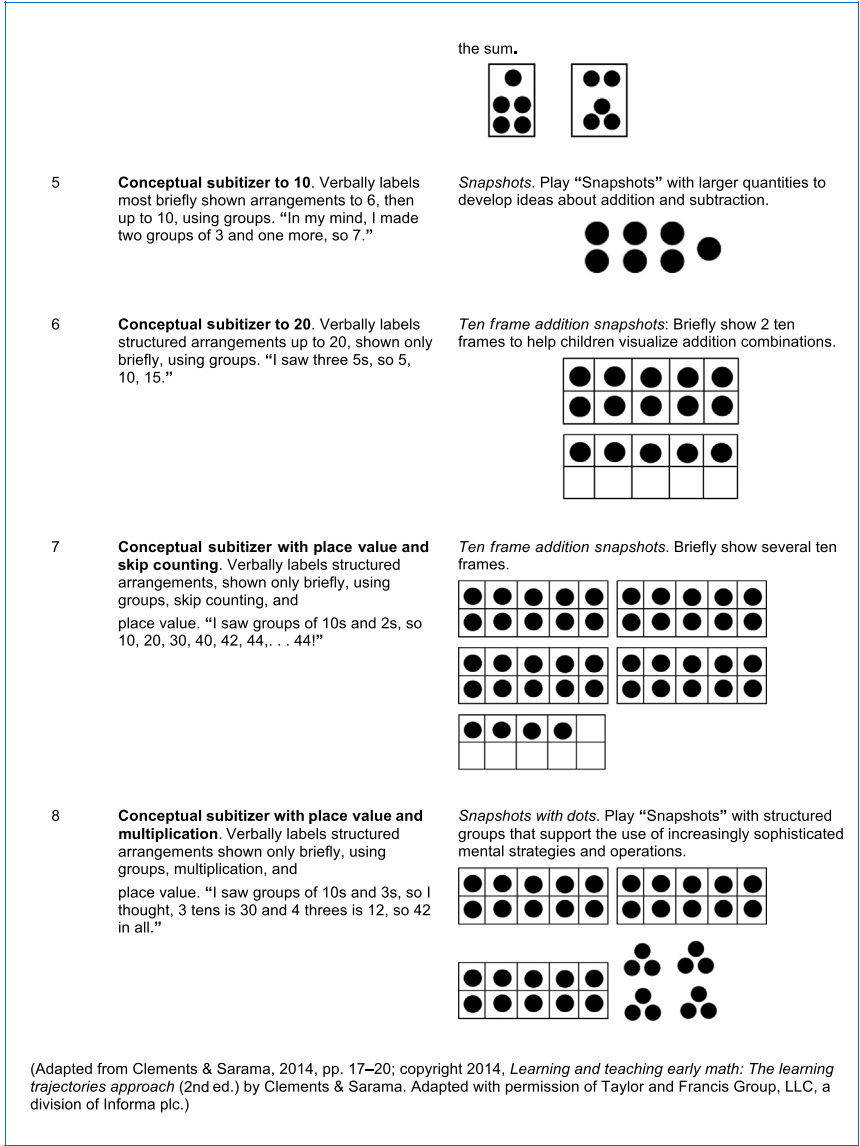 the sum.
5
Conceptual subitizer to 10. Verbally labels
most briefly shown arrangements to 6, then
up to 10, using groups. “In my mind, I made
two groups of 3 and one more, so 7.”
Snapshots. Play “Snapshots” with larger quantities to
develop ideas about addition and subtraction.
6
Conceptual subitizer to 20. Verbally labels
structured arrangements up to 20, shown only
briefly, using groups. “I saw three 5s, so 5,
10, 15.”
Ten frame addition snapshots: Briefly show 2 ten
frames to help children visualize addition combinations.
7
Conceptual subitizer with place value and
skip counting. Verbally labels structured
arrangements, shown only briefly, using
groups, skip counting, and
place value. “I saw groups of 10s and 2s, so
10, 20, 30, 40, 42, 44,. . . 44!”
Ten frame addition snapshots. Briefly show several ten
frames.
8
Conceptual subitizer with place value and
multiplication. Verbally labels structured
arrangements shown only briefly, using
groups, multiplication, and
place value. “I saw groups of 10s and 3s, so I
thought, 3 tens is 30 and 4 threes is 12, so 42
in all.”
Snapshots with dots. Play “Snapshots” with structured
groups that support the use of increasingly sophisticated
mental strategies and operations.
(Adapted from Clements & Sarama, 2014, pp. 17–20; copyright 2014, Learning and teaching early math: The learning
trajectories approach (2nd ed.) by Clements & Sarama. Adapted with permission of Taylor and Francis Group, LLC, a
division of Informa plc.)